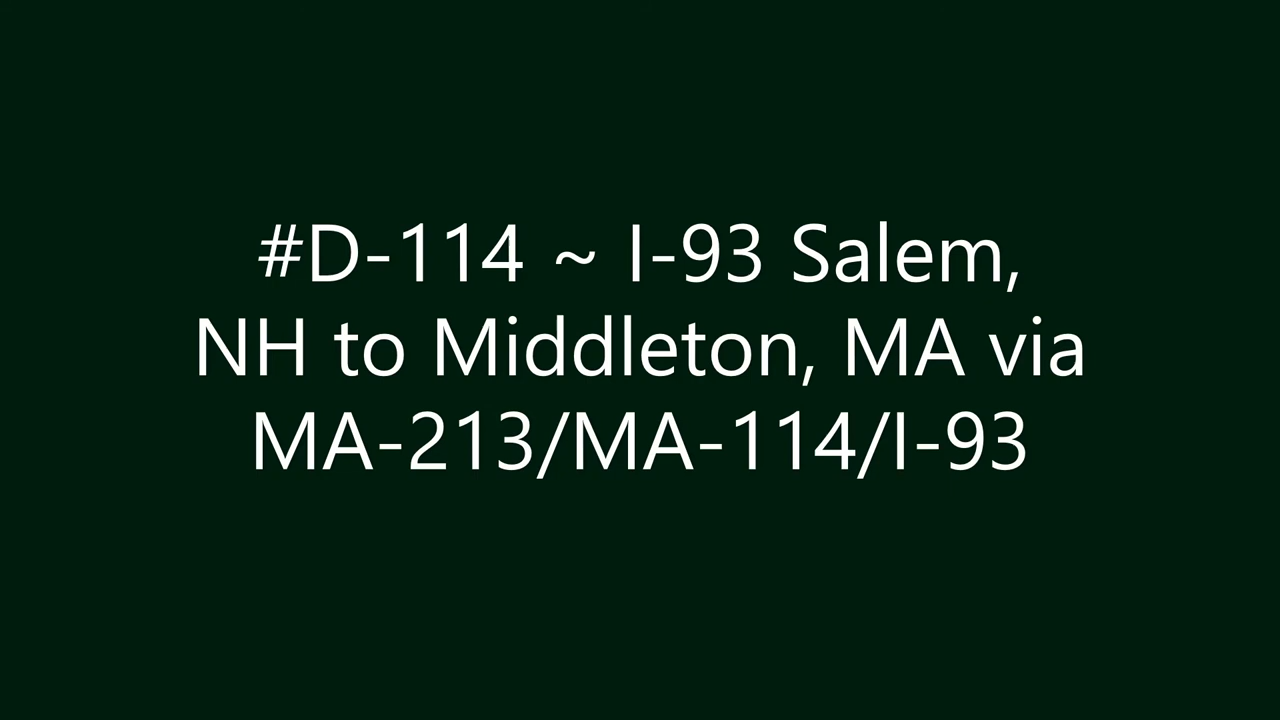 #D-114 ~ I-93 Salem,
NH to Middleton, MA via
MA-213/MA-114/I-93